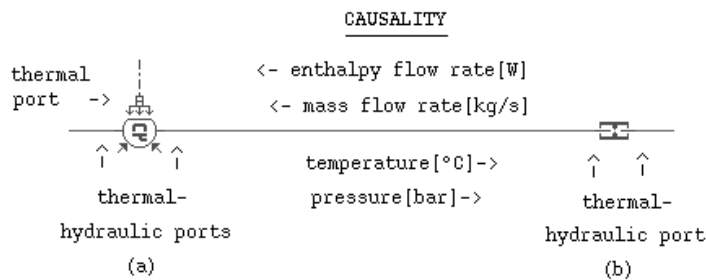 CAUSALITY
<- enthalpy flow rate[W]
thermal
port ->
<- mass flow rate[kg/s]
temperature[°C]->
pressure[bar]->
thermal-
hydraulic ports
(a)
thermal-
hydraulic port
(b)